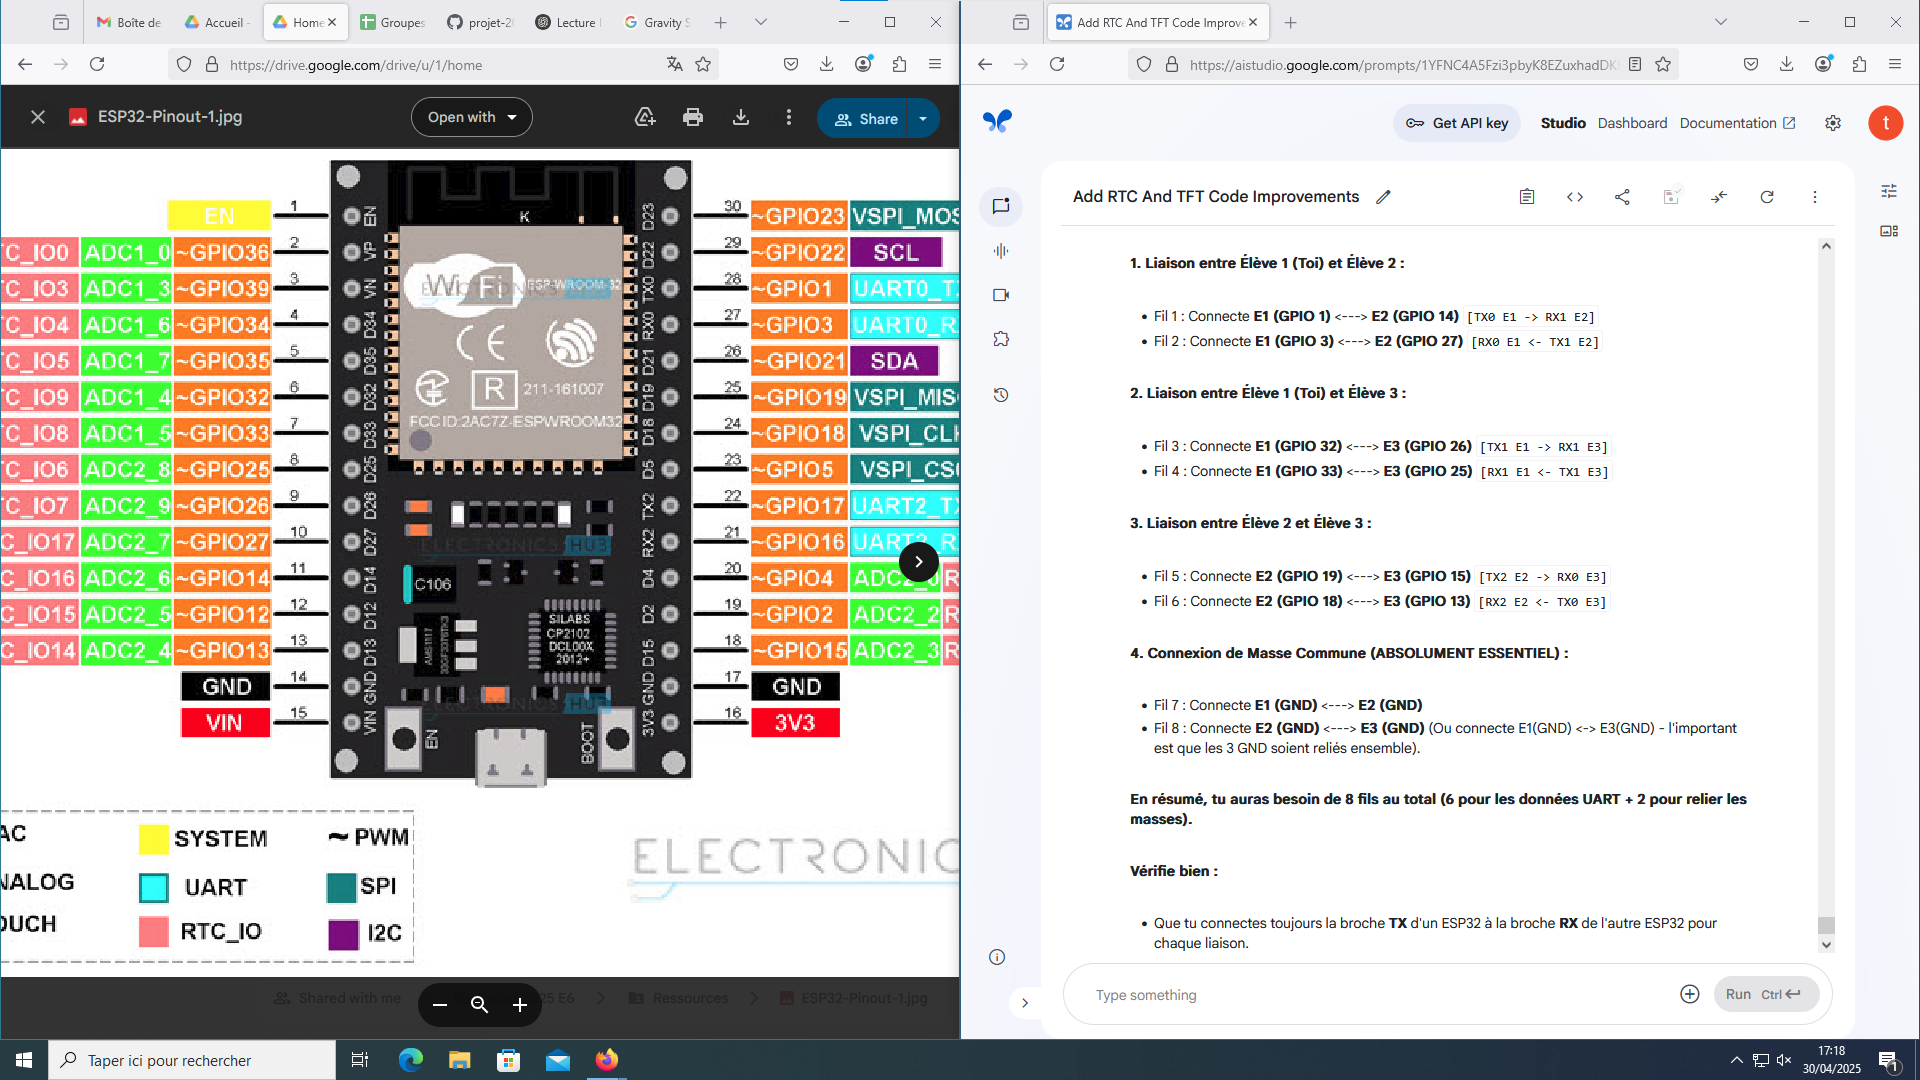 Boîte de
Accueil -
Home
Groupes
projet-2
Lecture
Gravity S
https://drive.google.com/drive/u/1/home
ESP32-Pinout-1.jpg
Open with
Share
EN 1
TC_IO0 ADC1_0 ~GPIO36 2
TC_IO3 ADC1_3 ~GPIO39 3
TC_IO4 ADC1_6 ~GPIO34 4
TC_IO5 ADC1_7 ~GPIO35 5
TC_IO9 ADC1_4 ~GPIO32 6
TC_IO8 ADC1_5 ~GPIO33 7
TC_IO6 ADC2_8 ~GPIO25 8
TC_IO7 ADC2_9 ~GPIO26 9
C_IO17 ADC2_7 ~GPIO27 10
C_IO16 ADC2_6 ~GPIO14 11
C_IO15 ADC2_5 ~GPIO12 12
C_IO14 ADC2_4 ~GPIO13 13
GND 14
VIN 15
EN
VP
VN
D34
D35
D32
D33
D25
D26
D27
D14
D12
D13
GND
VIN
K
WiFi
ESP-WROOM-32
CE
R
211-161007
FCC ID:2AC7Z-ESPWROOM32
ELECTRONICS HUB
C106
AMS1117
SILABS
CP2102
DCL00X
2012+
ELECTRONICS HUB
EN
BOOT
D23
D22
TX0
RX0
D21
D19
D18
D5
TX2
RX2
D4
D2
D15
GND
3V3
30 ~GPIO23 VSPI_MOS
29 ~GPIO22 SCL
28 ~GPIO1 UART0_TX
27 ~GPIO3 UART0_R
26 ~GPIO21 SDA
25 ~GPIO19 VSPI_MIS
24 ~GPIO18 VSPI_CLK
23 ~GPIO5 VSPI_CS0
22 ~GPIO17 UART2_TX
21 ~GPIO16 UART2_R
20 ~GPIO4 ADC2_0 R
19 ~GPIO2 ADC2_2 R
18 ~GPIO15 ADC2_3 R
17 GND
16 3V3
AC SYSTEM ~ PWM
NALOG UART SPI
OUCH RTC_IO I2C
ELECTRONIC
Shared with me
25 E6
Ressources
ESP32-Pinout-1.jpg
Add RTC And TFT Code Improve
https://aistudio.google.com/prompts/1YFNC4A5Fzi3pbyK8EZuxhadDK
Get API key
Studio
Dashboard
Documentation
t
Add RTC And TFT Code Improvements
1. Liaison entre Élève 1 (Toi) et Élève 2 :
Fil 1 : Connecte E1 (GPIO 1) <---> E2 (GPIO 14) [TX0 E1 -> RX1 E2]
Fil 2 : Connecte E1 (GPIO 3) <---> E2 (GPIO 27) [RX0 E1 <- TX1 E2]
2. Liaison entre Élève 1 (Toi) et Élève 3 :
Fil 3 : Connecte E1 (GPIO 32) <---> E3 (GPIO 26) [TX1 E1 -> RX1 E3]
Fil 4 : Connecte E1 (GPIO 33) <---> E3 (GPIO 25) [RX1 E1 <- TX1 E3]
3. Liaison entre Élève 2 et Élève 3 :
Fil 5 : Connecte E2 (GPIO 19) <---> E3 (GPIO 15) [TX2 E2 -> RX0 E3]
Fil 6 : Connecte E2 (GPIO 18) <---> E3 (GPIO 13) [RX2 E2 <- TX0 E3]
4. Connexion de Masse Commune (ABSOLUMENT ESSENTIEL) :
Fil 7 : Connecte E1 (GND) <---> E2 (GND)
Fil 8 : Connecte E2 (GND) <---> E3 (GND) (Ou connecte E1(GND) <-> E3(GND) - l'important
est que les 3 GND soient reliés ensemble).
En résumé, tu auras besoin de 8 fils au total (6 pour les données UART + 2 pour relier les
masses).
Vérifie bien :
Que tu connectes toujours la broche TX d'un ESP32 à la broche RX de l'autre ESP32 pour
chaque liaison.
Type something
Run Ctrl
Taper ici pour rechercher
17:18
30/04/2025
1